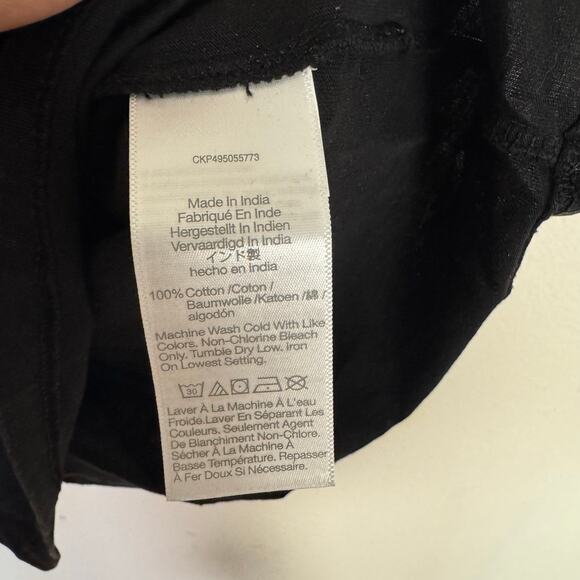 CKP495055773
Made In India
Fabriqué En Inde
Hergestellt In Indien
Vervaardigd In India
インド製
hecho en india
100% Cotton /Coton /
Baumwolle /Katoen /綿 /
algodón
Machine Wash Cold With Like
Colors. Non-Chlorine Bleach
Only. Tumble Dry Low. Iron
On Lowest Setting.
30
Laver À La Machine À L'eau
Froide.Laver En Séparant Les
Couleurs. Seulement Agent
De Blanchiment Non-Chlore.
Sécher À La Machine À
Basse Température. Repasser
À Fer Doux Si Nécessaire.